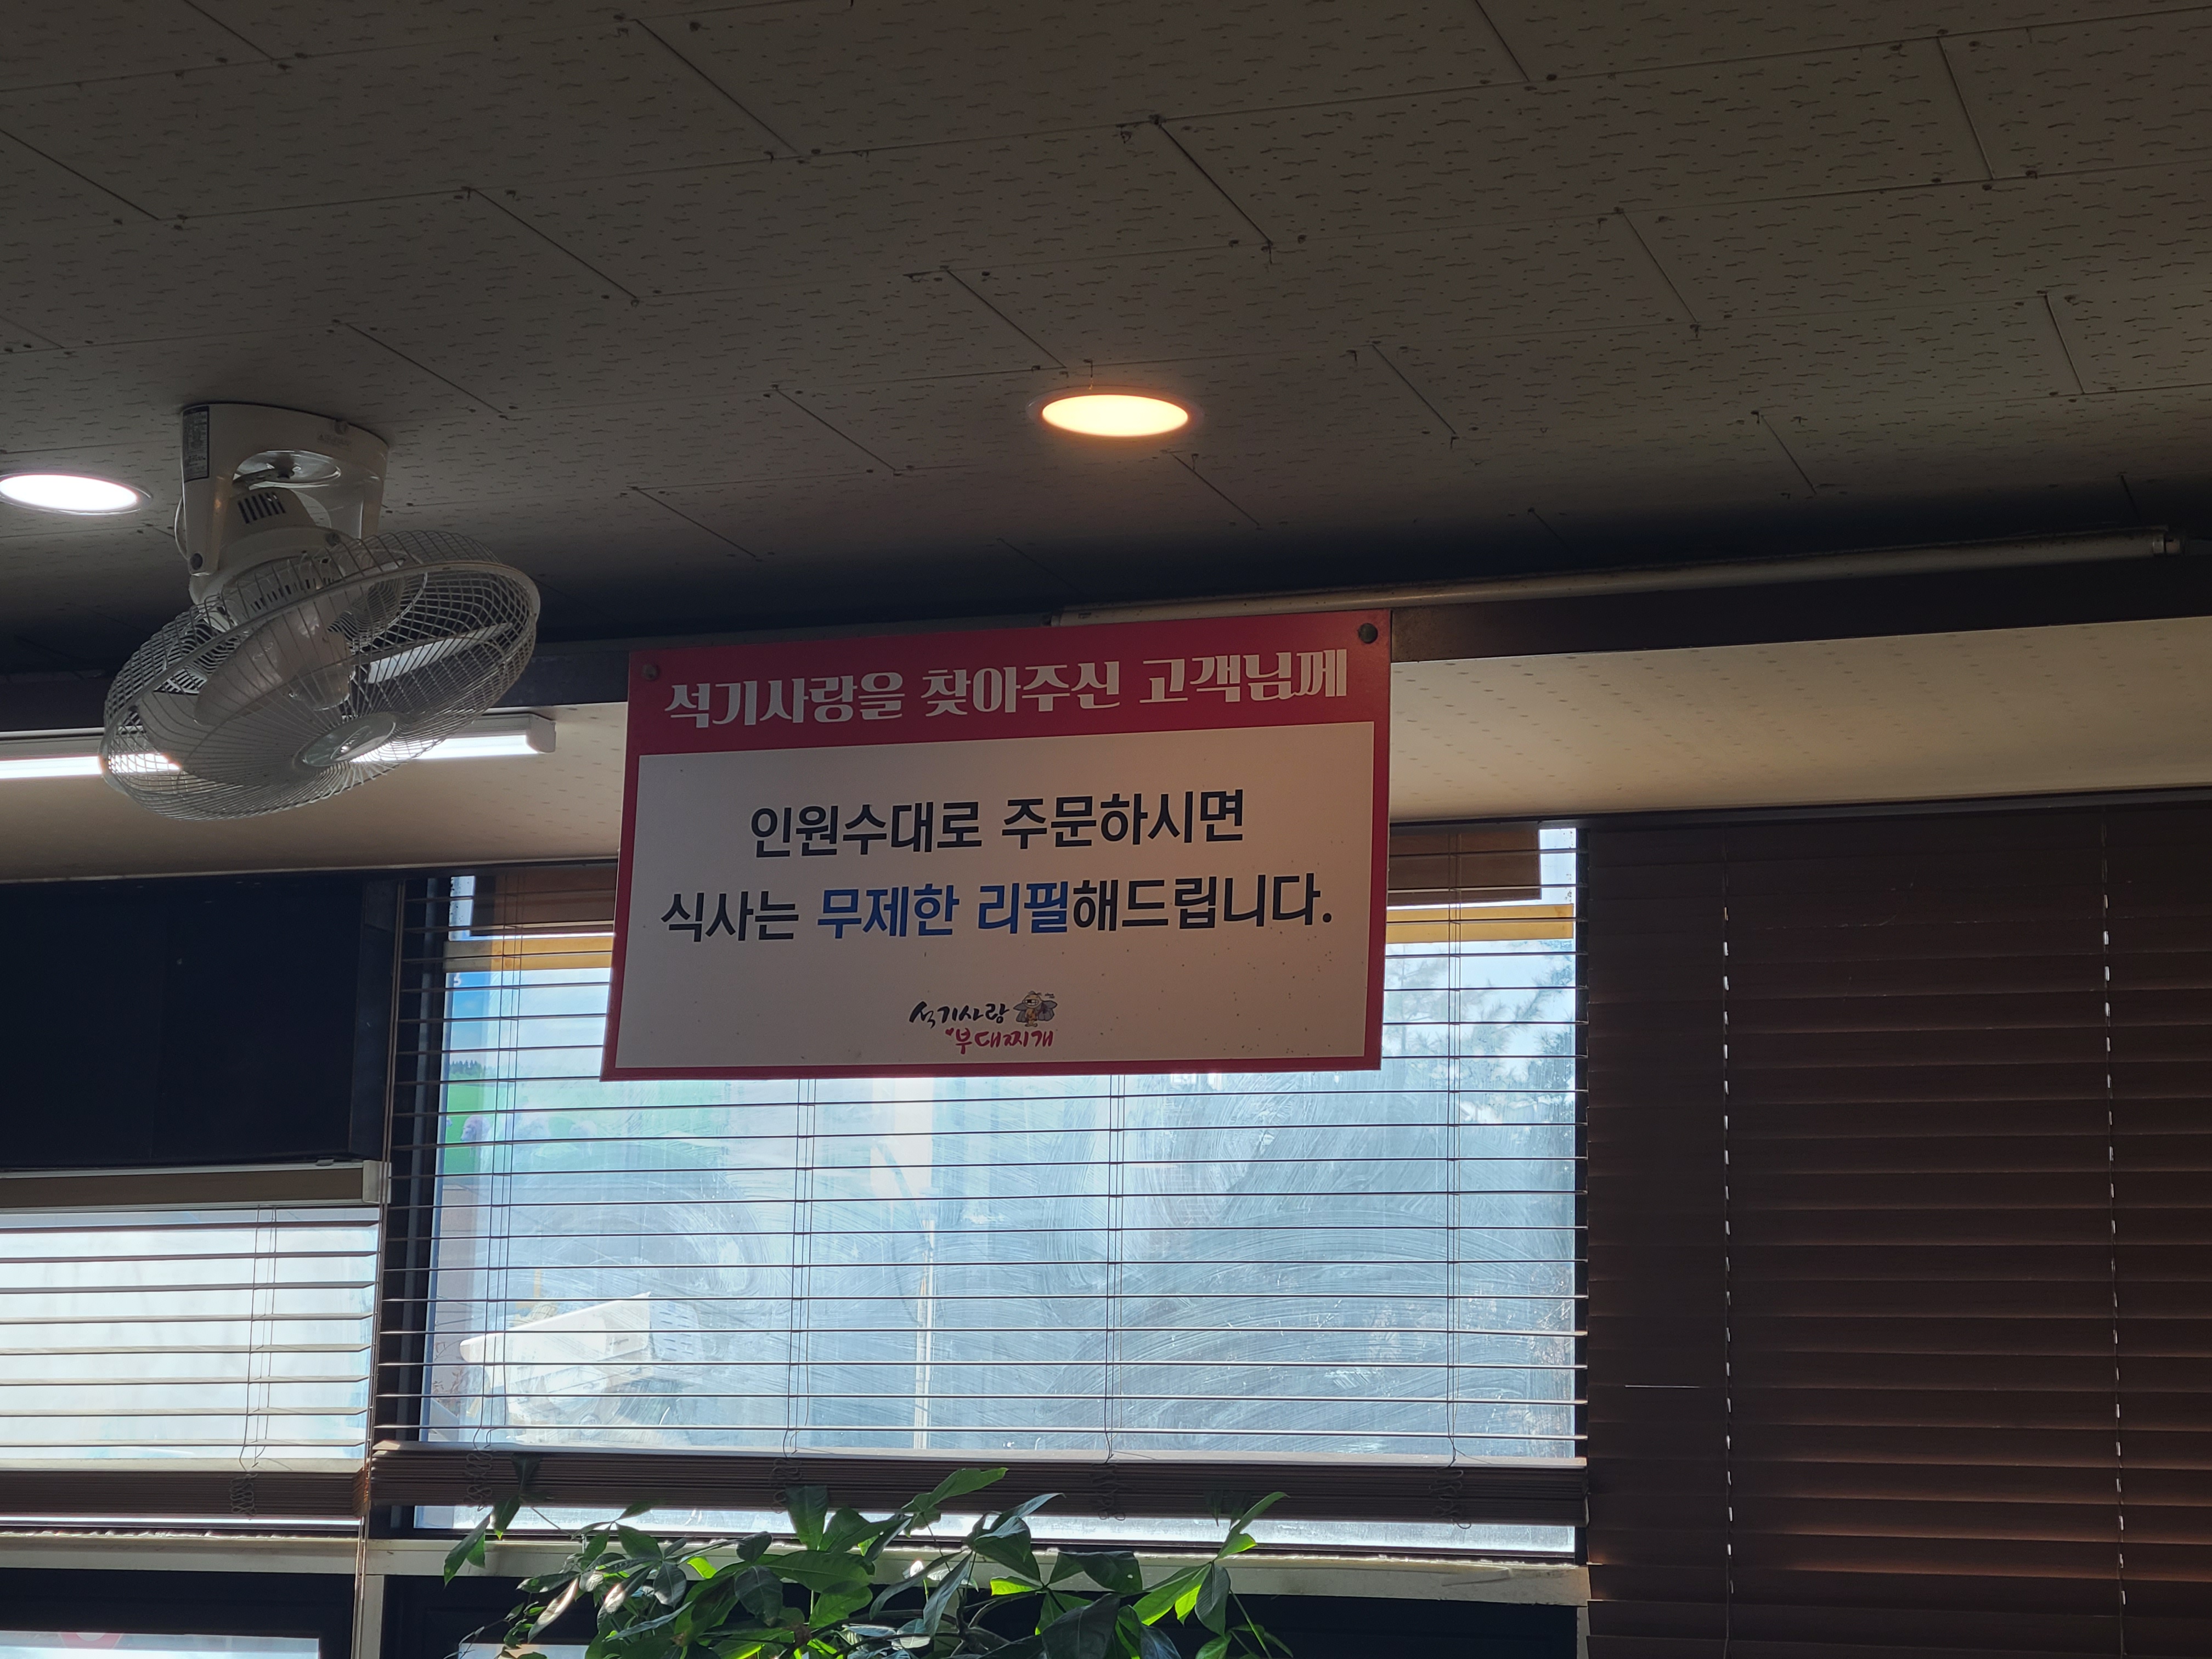 석기사랑을 찾아주신 고객님께
인원수대로 주문하시면
식사는 무제한 리필해드립니다.
석기사랑
부대찌개